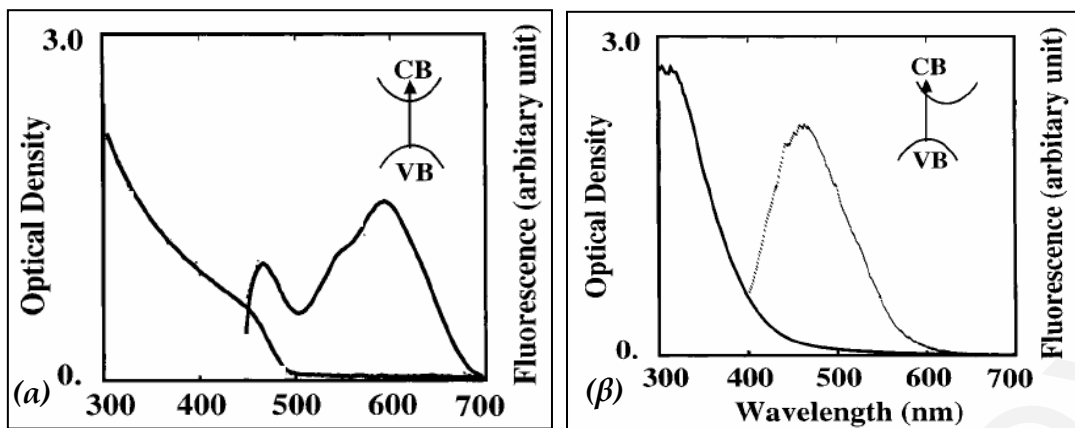 3.0
CB
VB
Optical Density
Fluorescence (arbitary unit)
0.
(α)
300 400 500 600 700
3.0
CB
VB
Optical Density
Fluorescence (arbitary unit)
0.
(β)
300 400 500 600 700
Wavelength (nm)